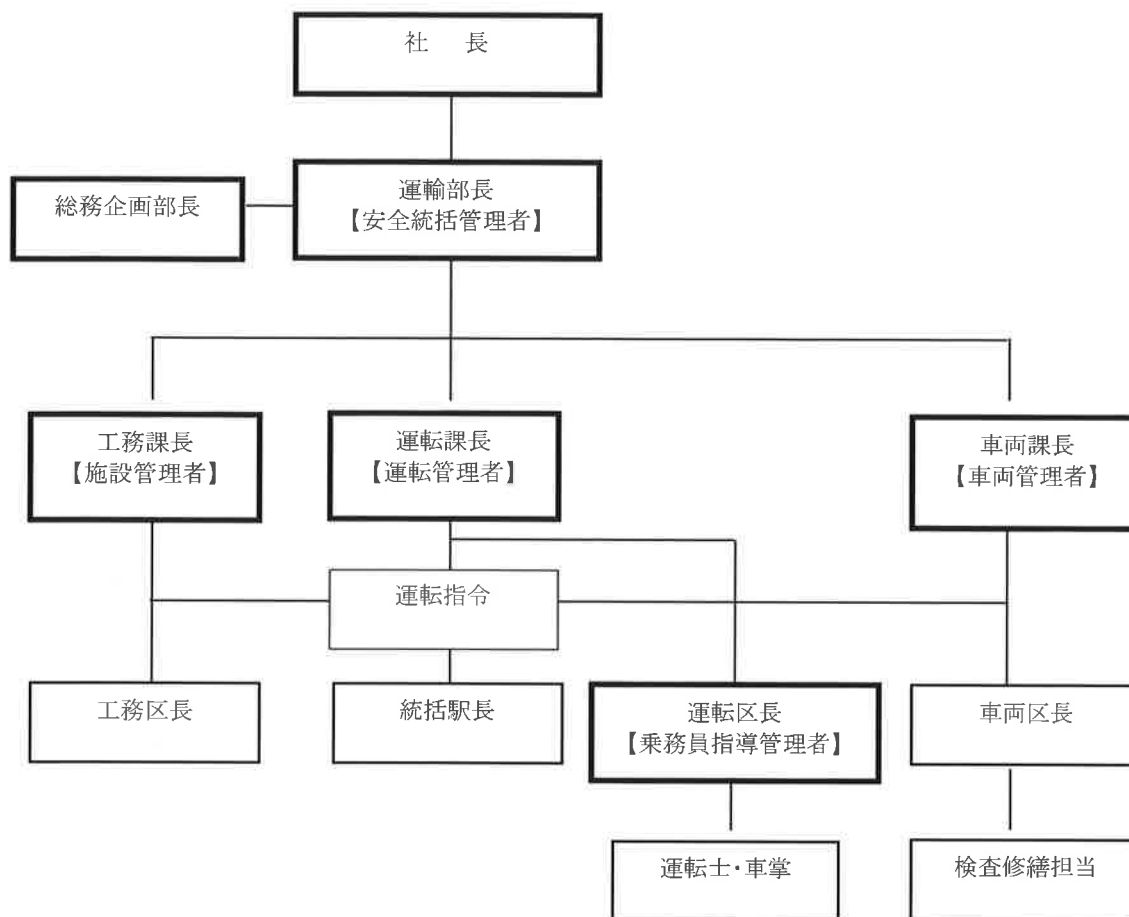 社　長
総務企画部長
運輸部長
【安全統括管理者】
工務課長
【施設管理者】
運転課長
【運転管理者】
車両課長
【車両管理者】
運転指令
工務区長
統括駅長
運転区長
【乗務員指導管理者】
車両区長
運転士・車掌
検査修繕担当